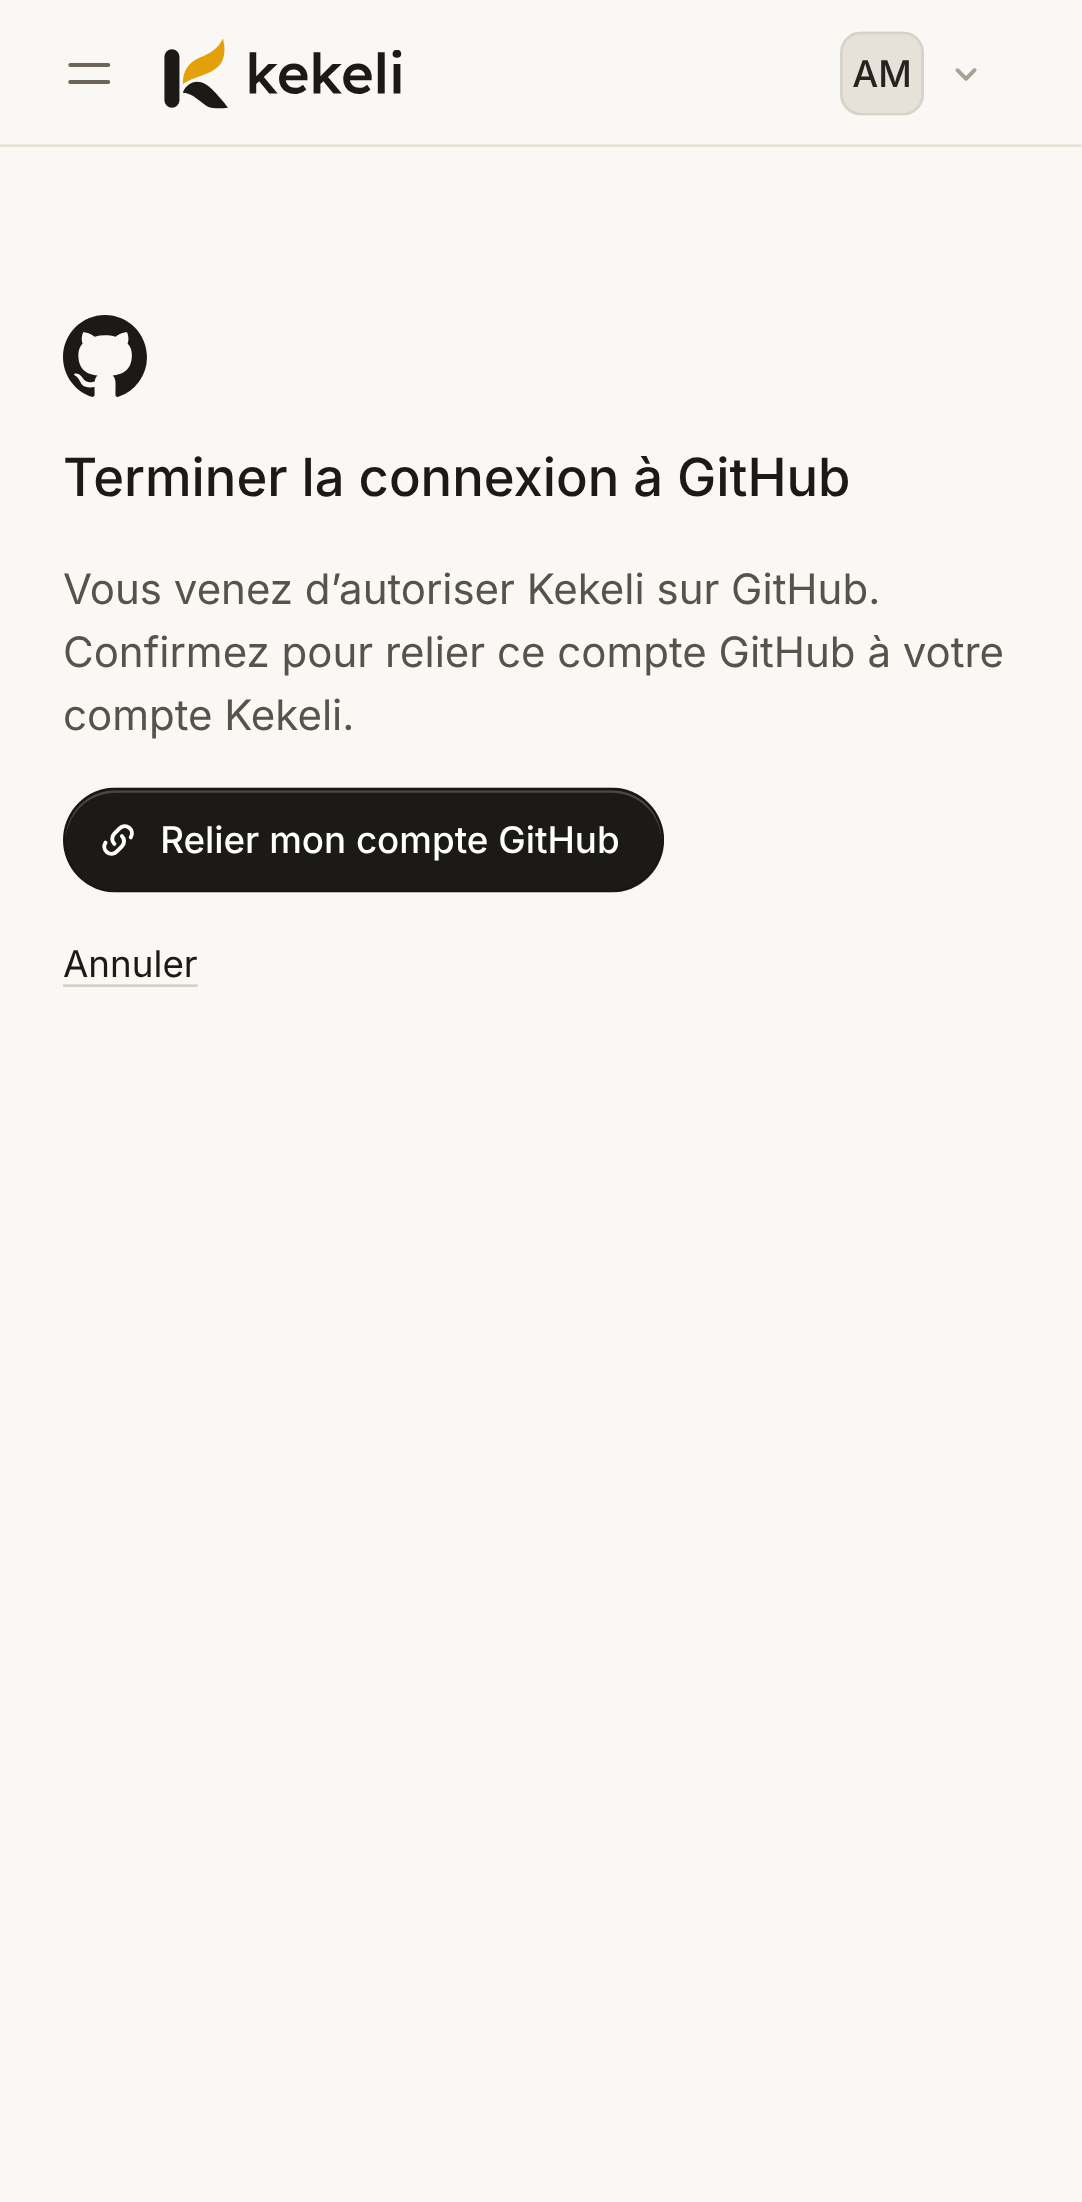 kekeli
AM
Terminer la connexion à GitHub
Vous venez d’autoriser Kekeli sur GitHub.
Confirmez pour relier ce compte GitHub à votre
compte Kekeli.
Relier mon compte GitHub
Annuler